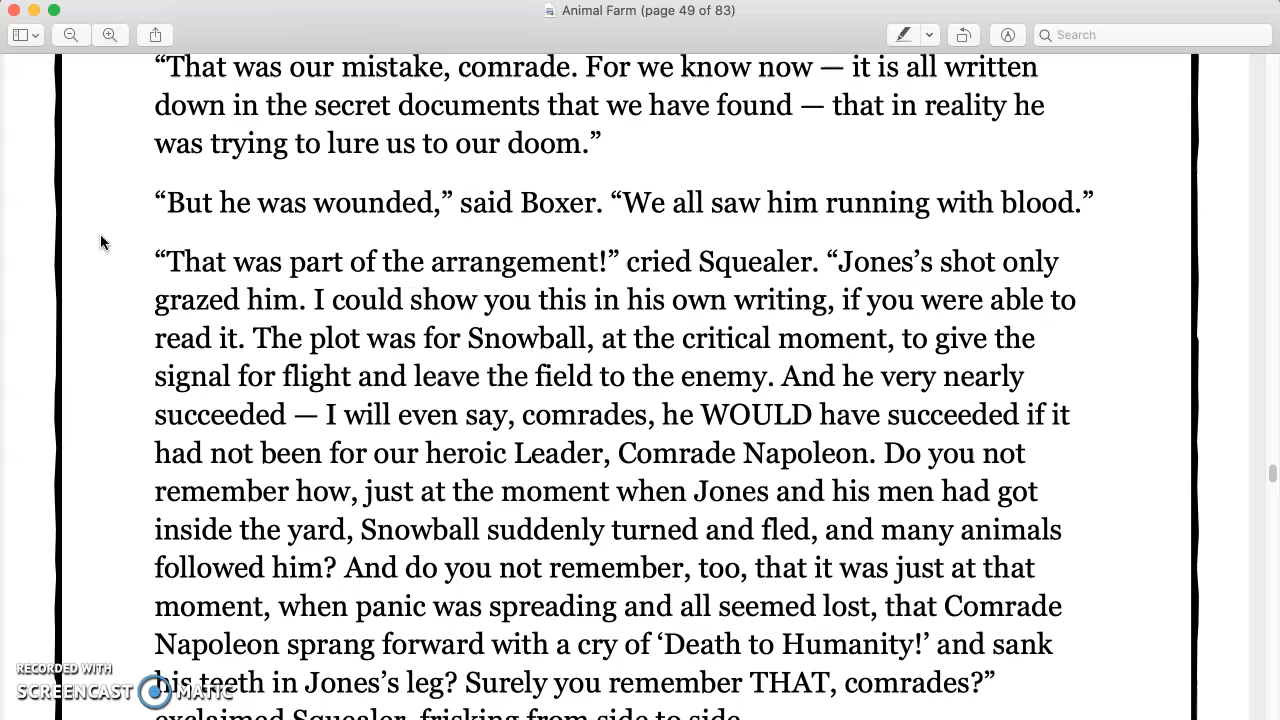 Animal Farm (page 49 of 83)
Search
“That was our mistake, comrade. For we know now — it is all written
down in the secret documents that we have found — that in reality he
was trying to lure us to our doom.”
“But he was wounded,” said Boxer. “We all saw him running with blood.”
“That was part of the arrangement!” cried Squealer. “Jones’s shot only
grazed him. I could show you this in his own writing, if you were able to
read it. The plot was for Snowball, at the critical moment, to give the
signal for flight and leave the field to the enemy. And he very nearly
succeeded — I will even say, comrades, he WOULD have succeeded if it
had not been for our heroic Leader, Comrade Napoleon. Do you not
remember how, just at the moment when Jones and his men had got
inside the yard, Snowball suddenly turned and fled, and many animals
followed him? And do you not remember, too, that it was just at that
moment, when panic was spreading and all seemed lost, that Comrade
Napoleon sprang forward with a cry of ‘Death to Humanity!’ and sank
his teeth in Jones’s leg? Surely you remember THAT, comrades?”
exclaimed Squealer, frisking from side to side.
RECORDED WITH
SCREENCAST MATIC